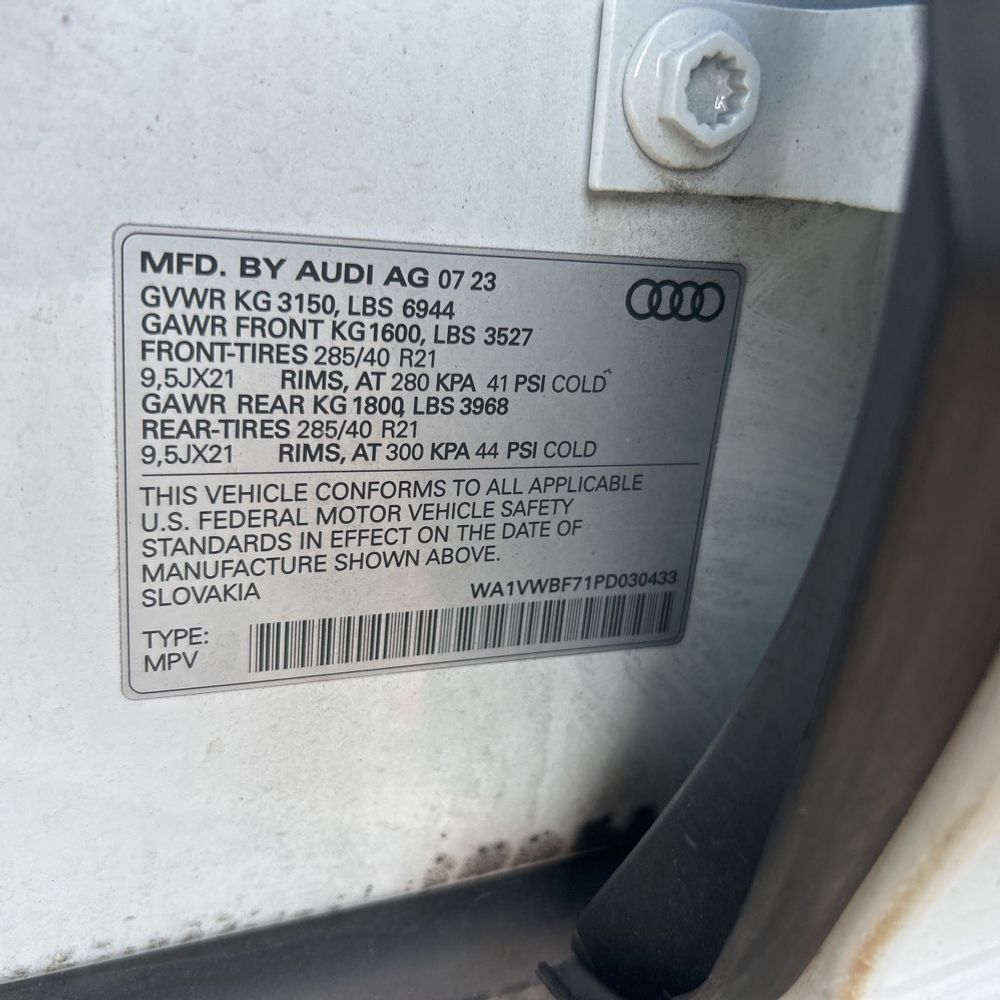 MFD. BY AUDI AG 07 23
GVWR KG 3150, LBS 6944
GAWR FRONT KG1600, LBS 3527
FRONT-TIRES 285/40 R21
9,5JX21 RIMS, AT 280 KPA 41 PSI COLD
GAWR REAR KG 1800, LBS 3968
REAR-TIRES 285/40 R21
9,5JX21 RIMS, AT 300 KPA 44 PSI COLD
THIS VEHICLE CONFORMS TO ALL APPLICABLE
U.S. FEDERAL MOTOR VEHICLE SAFETY
STANDARDS IN EFFECT ON THE DATE OF
MANUFACTURE SHOWN ABOVE.
SLOVAKIA WA1VWBF71PD030433
TYPE:
MPV